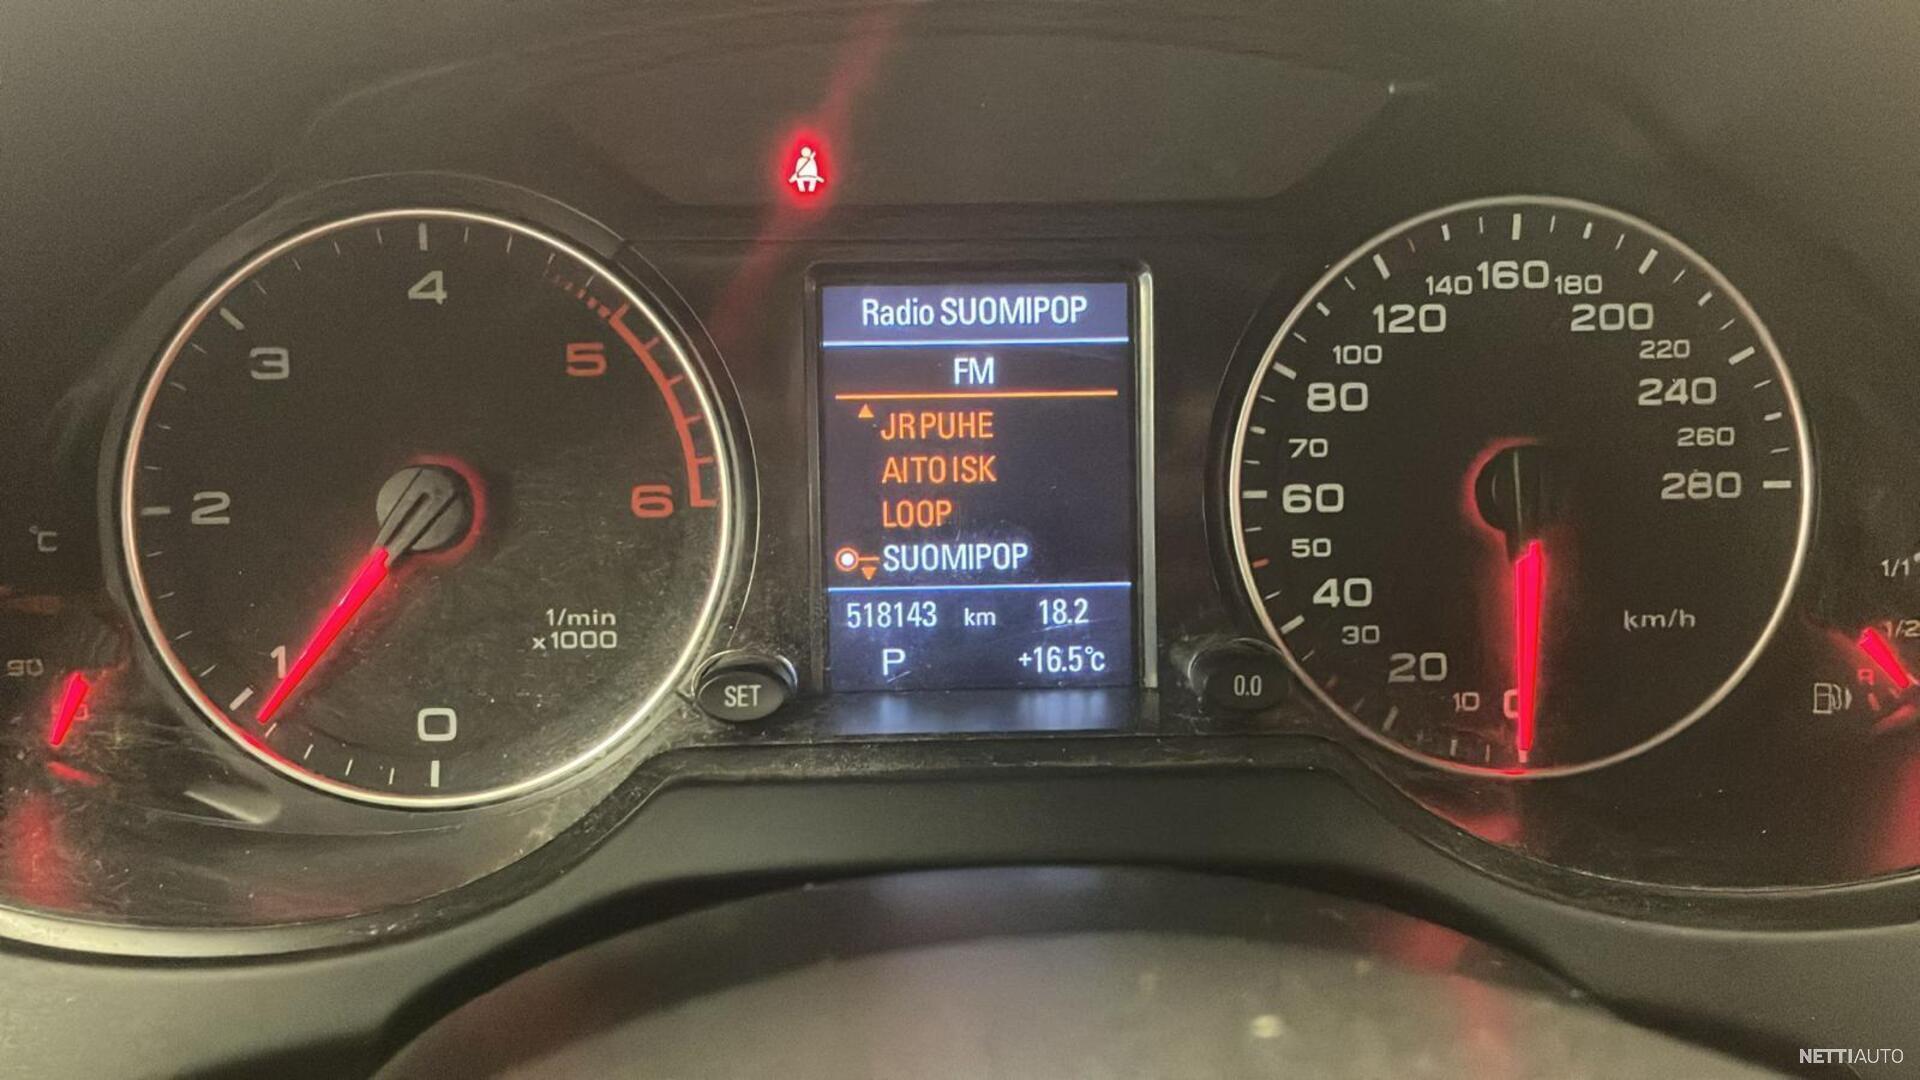 Radio SUOMIPOP
FM
JR PUHE
AITO ISK
LOOP
SUOMIPOP
518143 km 18.2
P +16.5°C
0
1
2
3
4
5
6
1/min
x1000
SET
0.0
0
10
20
30
40
50
60
70
80
100
120
140
160
180
200
220
240
260
280
km/h
°C
90
1/1
1/2
R
NETTIAUTO